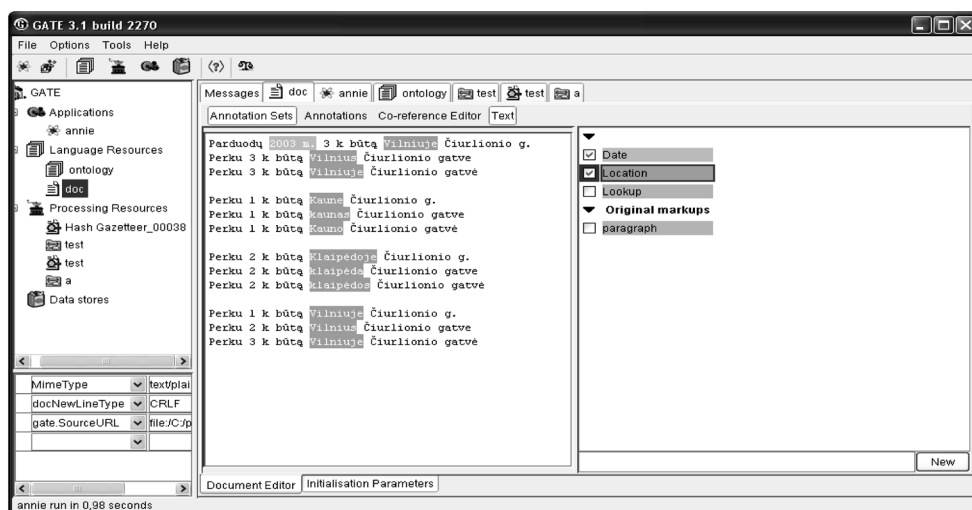 GATE 3.1 build 2270
File Options Tools Help
GATE
Applications
annie
Language Resources
ontology
doc
Processing Resources
Hash Gazetteer_00038
test
test
a
Data stores
MimeType text/plai
docNewLineType CRLF
gate.SourceURL file:/C:/p
Messages doc annie ontology test test a
Annotation Sets Annotations Co-reference Editor Text
Parduodų 2003 m. 3 k būtą Vilniuje Čiurlionio g.
Perku 3 k būtą Vilnius Čiurlionio gatve
Perku 3 k būtą Vilniuje Čiurlionio gatvė
Perku 1 k būtą Kaune Čiurlionio g.
Perku 1 k būtą kaunas Čiurlionio gatve
Perku 1 k būtą Kauno Čiurlionio gatvė
Perku 2 k būtą Klaipėdoje Čiurlionio g.
Perku 2 k būtą klaipėda Čiurlionio gatve
Perku 2 k būtą klaipėdos Čiurlionio gatvė
Perku 1 k būtą Vilniuje Čiurlionio g.
Perku 2 k būtą Vilnius Čiurlionio gatve
Perku 3 k būtą Vilniuje Čiurlionio gatvė
Date
Location
Lookup
Original markups
paragraph
New
Document Editor Initialisation Parameters
annie run in 0,98 seconds